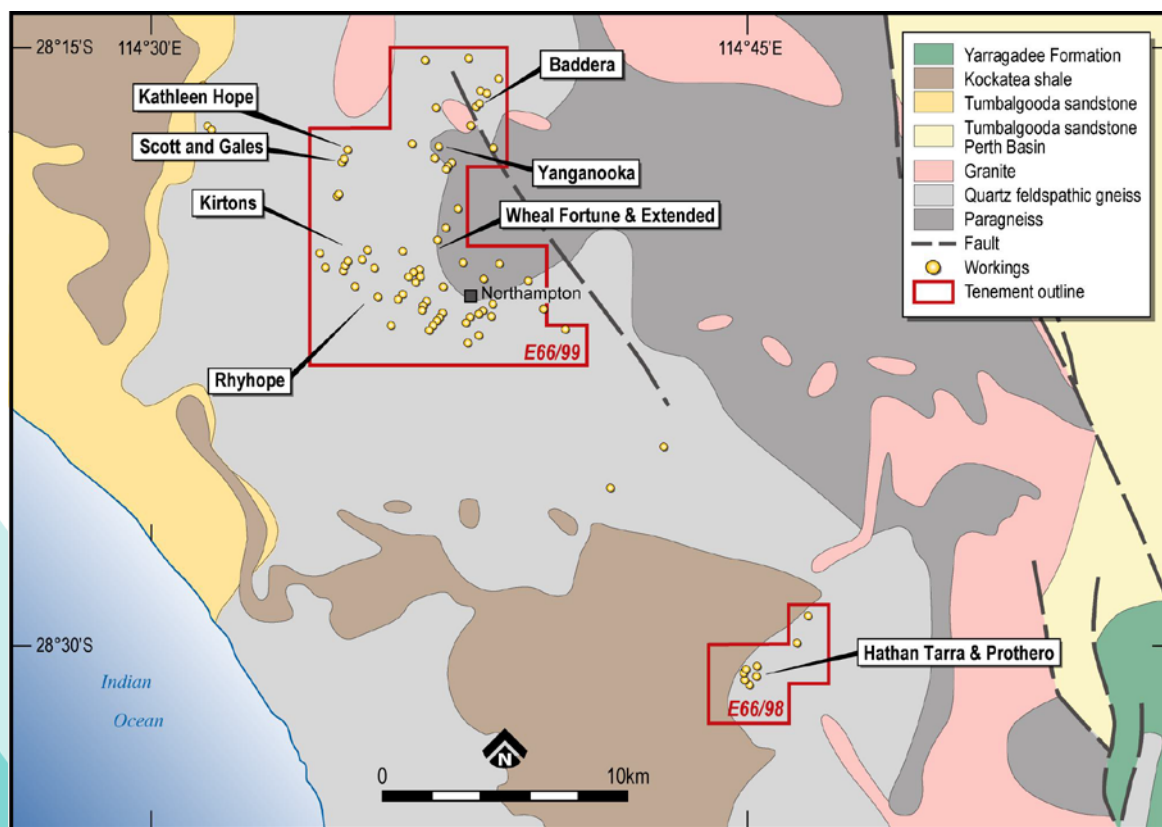 28°15'S
114°30'E
114°45'E
Baddera
Kathleen Hope
Scott and Gales
Yanganooka
Kirtons
Wheal Fortune & Extended
Northampton
E66/99
Rhyhope
Yarragadee Formation
Kockatea shale
Tumbalgooda sandstone
Tumbalgooda sandstone
Perth Basin
Granite
Quartz feldspathic gneiss
Paragneiss
Fault
Workings
Tenement outline
28°30'S
Hathan Tarra & Prothero
E66/98
Indian
Ocean
N
0
10km